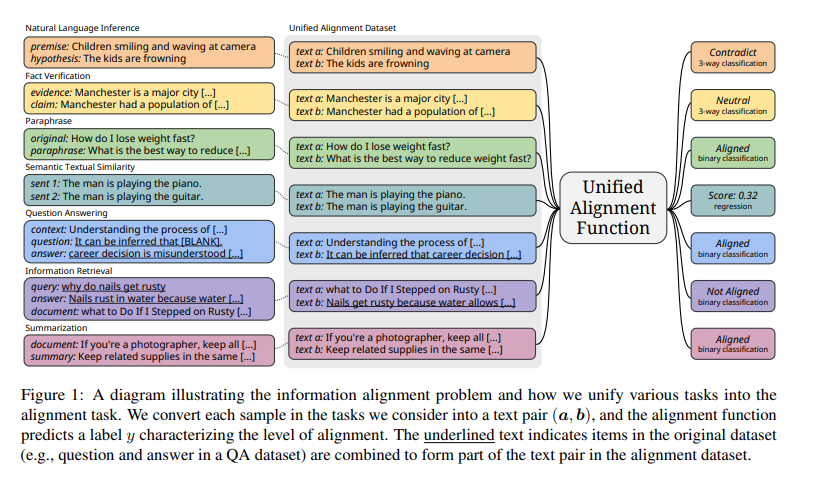 Natural Language Inference
premise: Children smiling and waving at camera
hypothesis: The kids are frowning
Fact Verification
evidence: Manchester is a major city [...]
claim: Manchester had a population of [...]
Paraphrase
original: How do I lose weight fast?
paraphrase: What is the best way to reduce [...]
Semantic Textual Similarity
sent 1: The man is playing the piano.
sent 2: The man is playing the guitar.
Question Answering
context: Understanding the process of [...]
question: It can be inferred that [BLANK].
answer: career decision is misunderstood [...]
Information Retrieval
query: why do nails get rusty
answer: Nails rust in water because water [...]
document: what to Do If I Stepped on Rusty [...]
Summarization
document: If you're a photographer, keep all [...]
summary: Keep related supplies in the same [...]
Unified Alignment Dataset
text a: Children smiling and waving at camera
text b: The kids are frowning
text a: Manchester is a major city [...]
text b: Manchester had a population of [...]
text a: How do I lose weight fast?
text b: What is the best way to reduce weight fast?
text a: The man is playing the piano.
text b: The man is playing the guitar.
text a: Understanding the process of [...]
text b: It can be inferred that career decision [...]
text a: what to Do If I Stepped on Rusty [...]
text b: Nails get rusty because water allows [...]
text a: If you're a photographer, keep all [...]
text b: Keep related supplies in the same [...]
Unified
Alignment
Function
Contradict
3-way classification
Neutral
3-way classification
Aligned
binary classification
Score: 0.32
regression
Aligned
binary classification
Not Aligned
binary classification
Aligned
binary classification
Figure 1: A diagram illustrating the information alignment problem and how we unify various tasks into the
alignment task. We convert each sample in the tasks we consider into a text pair (a, b), and the alignment function
predicts a label y characterizing the level of alignment. The underlined text indicates items in the original dataset
(e.g., question and answer in a QA dataset) are combined to form part of the text pair in the alignment dataset.